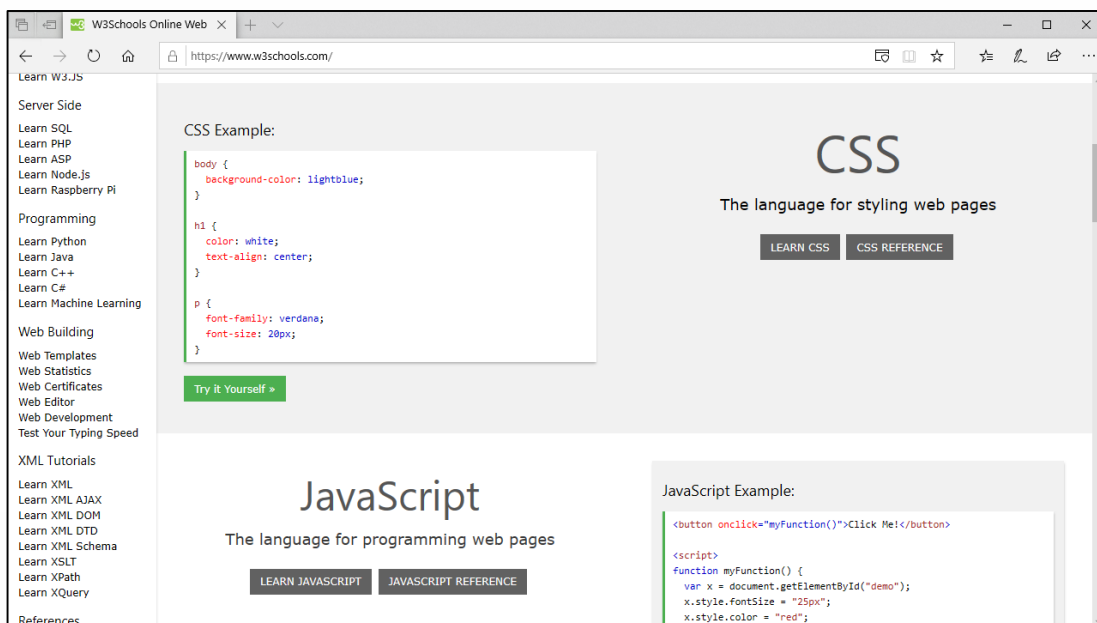 W3Schools Online Web
https://www.w3schools.com/
Learn W3.JS
Server Side
Learn SQL
Learn PHP
Learn ASP
Learn Node.js
Learn Raspberry Pi
Programming
Learn Python
Learn Java
Learn C++
Learn C#
Learn Machine Learning
Web Building
Web Templates
Web Statistics
Web Certificates
Web Editor
Web Development
Test Your Typing Speed
XML Tutorials
Learn XML
Learn XML AJAX
Learn XML DOM
Learn XML DTD
Learn XML Schema
Learn XSLT
Learn XPath
Learn XQuery
References
CSS Example:
body {
  background-color: lightblue;
}
h1 {
  color: white;
  text-align: center;
}
p {
  font-family: verdana;
  font-size: 20px;
}
Try it Yourself »
CSS
The language for styling web pages
LEARN CSS CSS REFERENCE
JavaScript
The language for programming web pages
LEARN JAVASCRIPT JAVASCRIPT REFERENCE
JavaScript Example:
<button onclick="myFunction()">Click Me!</button>
<script>
function myFunction() {
  var x = document.getElementById("demo");
  x.style.fontSize = "25px";
  x.style.color = "red";